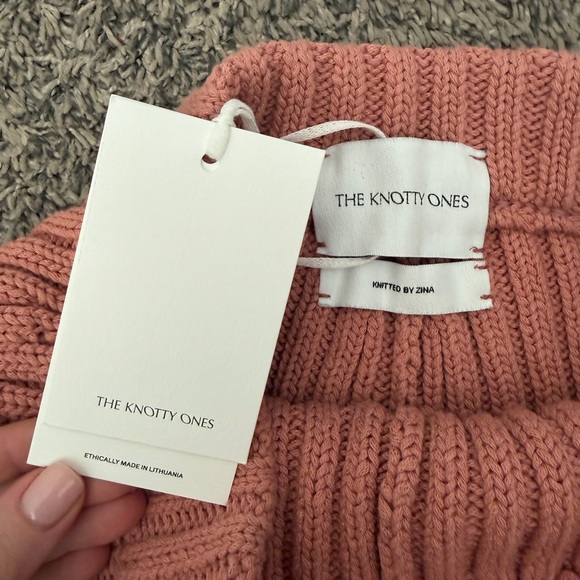 THE KNOTTY ONES
ETHICALLY MADE IN LITHUANIA
THE KNOTTY ONES
KNITTED BY ZINA